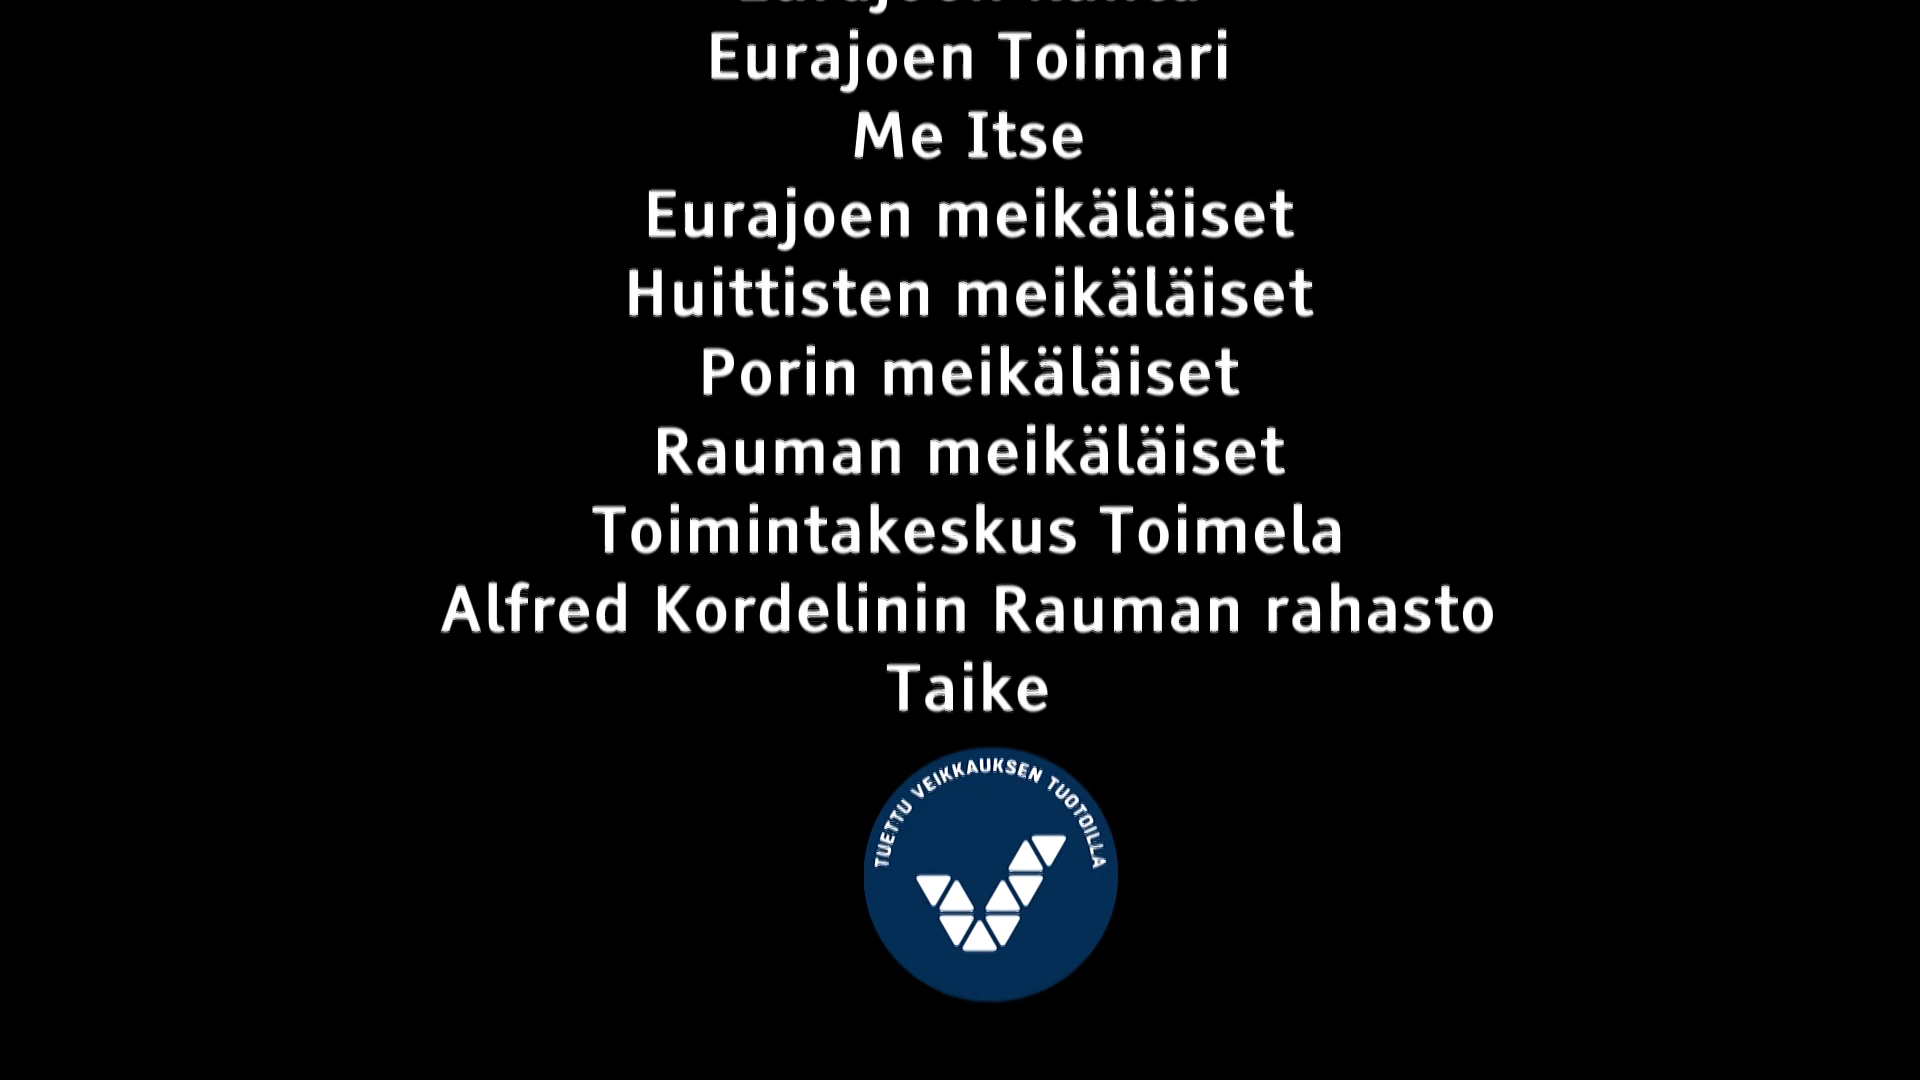 Eurajoen Toimari
Me Itse
Eurajoen meikäläiset
Huittisten meikäläiset
Porin meikäläiset
Rauman meikäläiset
Toimintakeskus Toimela
Alfred Kordelinin Rauman rahasto
Taike
TUETTU VEIKKAUKSEN TUOTOILLA